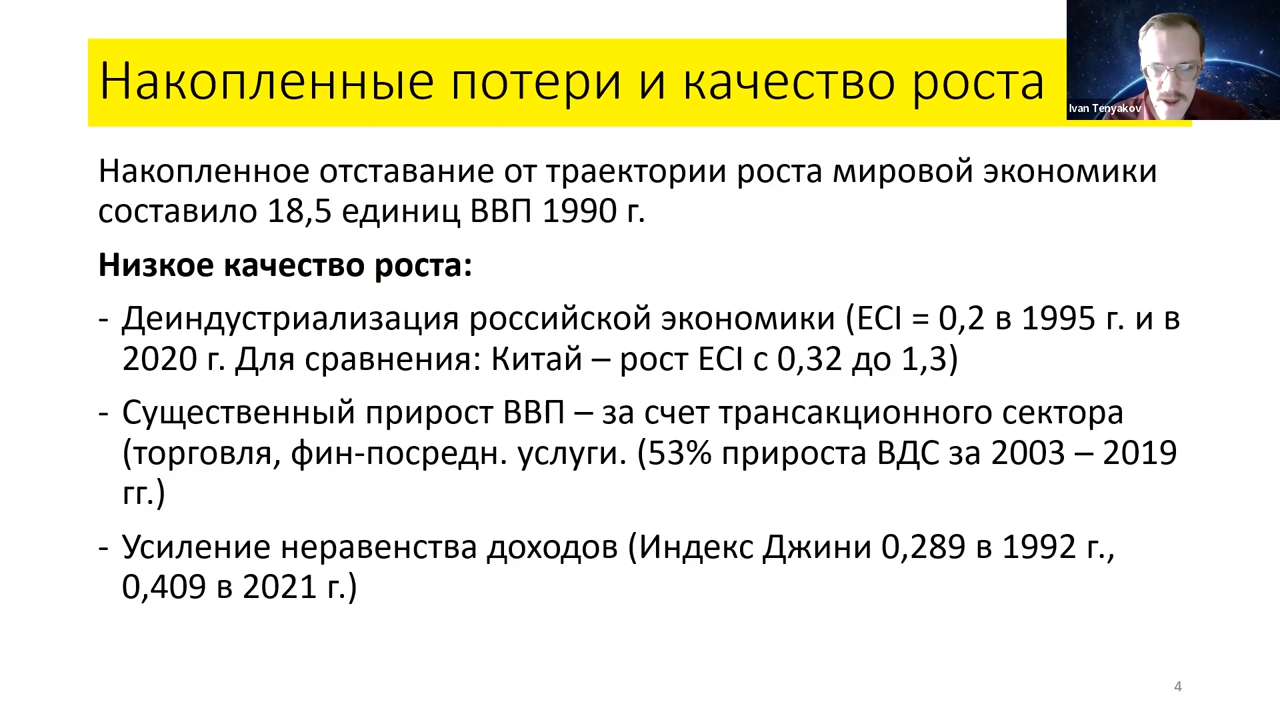 Накопленные потери и качество роста
Ivan Tenyakov
Накопленное отставание от траектории роста мировой экономики
составило 18,5 единиц ВВП 1990 г.
Низкое качество роста:
- Деиндустриализация российской экономики (ECI = 0,2 в 1995 г. и в
2020 г. Для сравнения: Китай – рост ECI с 0,32 до 1,3)
- Существенный прирост ВВП – за счет трансакционного сектора
(торговля, фин-посредн. услуги. (53% прироста ВДС за 2003 – 2019
гг.)
- Усиление неравенства доходов (Индекс Джини 0,289 в 1992 г.,
0,409 в 2021 г.)
4